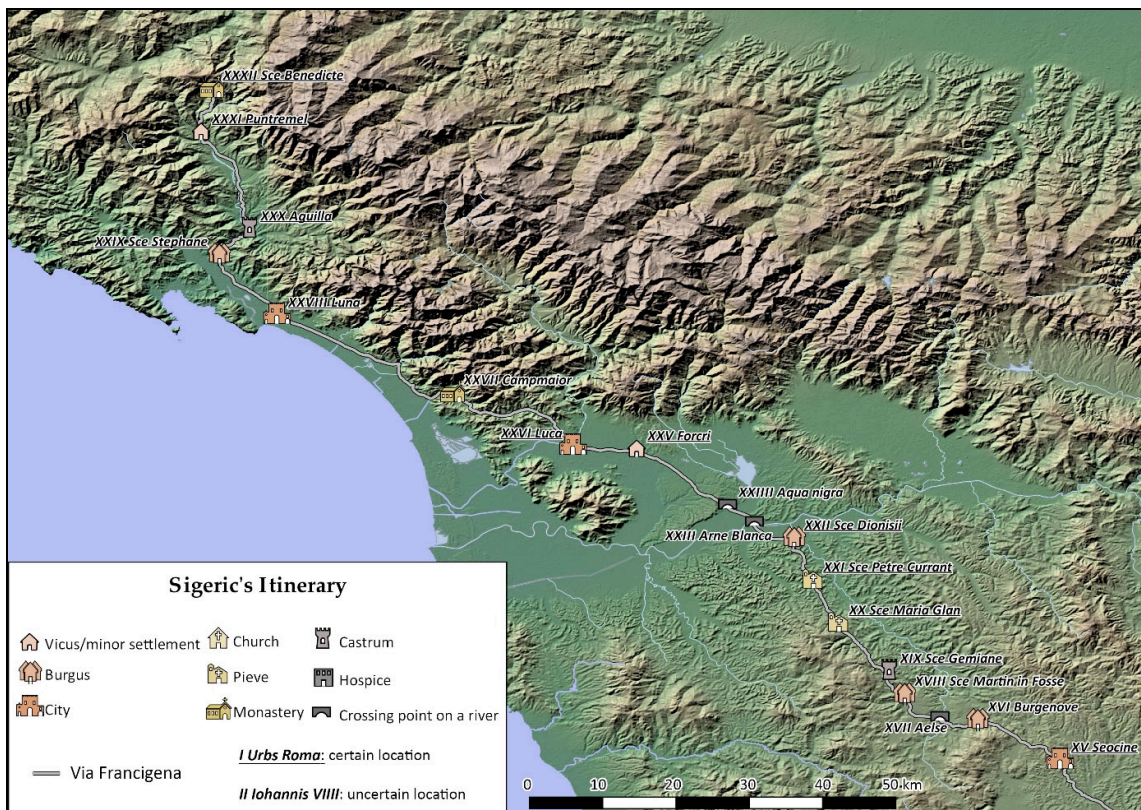 XXXII Sce Benedicte
XXXI Puntremel
XXX Aguilla
XXIX Sce Stephane
XXVIII Luna
XXVII Campmaior
XXVI Luca
XXV Forcri
XXIIII Aqua nigra
XXIII Arne Blanca
XXII Sce Dionisii
XXI Sce Petre Currant
XX Sce Maria Glan
XIX Sce Gemiane
XVIII Sce Martin in Fosse
XVII Aelse
XVI Burgenove
XV Seocine
Sigeric's Itinerary
Vicus/minor settlement
Church
Castrum
Burgus
Pieve
Hospice
City
Monastery
Crossing point on a river
I Urbs Roma: certain location
Via Francigena
II Iohannis VIIII: uncertain location
0 10 20 30 40 50 km